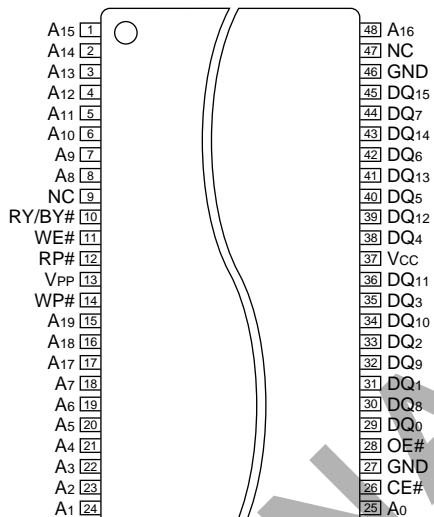 A15 1 48 A16
A14 2 47 NC
A13 3 46 GND
A12 4 45 DQ15
A11 5 44 DQ7
A10 6 43 DQ14
A9 7 42 DQ6
A8 8 41 DQ13
NC 9 40 DQ5
RY/BY# 10 39 DQ12
WE# 11 38 DQ4
RP# 12 37 VCC
VPP 13 36 DQ11
WP# 14 35 DQ3
A19 15 34 DQ10
A18 16 33 DQ2
A17 17 32 DQ9
A7 18 31 DQ1
A6 19 30 DQ8
A5 20 29 DQ0
A4 21 28 OE#
A3 22 27 GND
A2 23 26 CE#
A1 24 25 A0